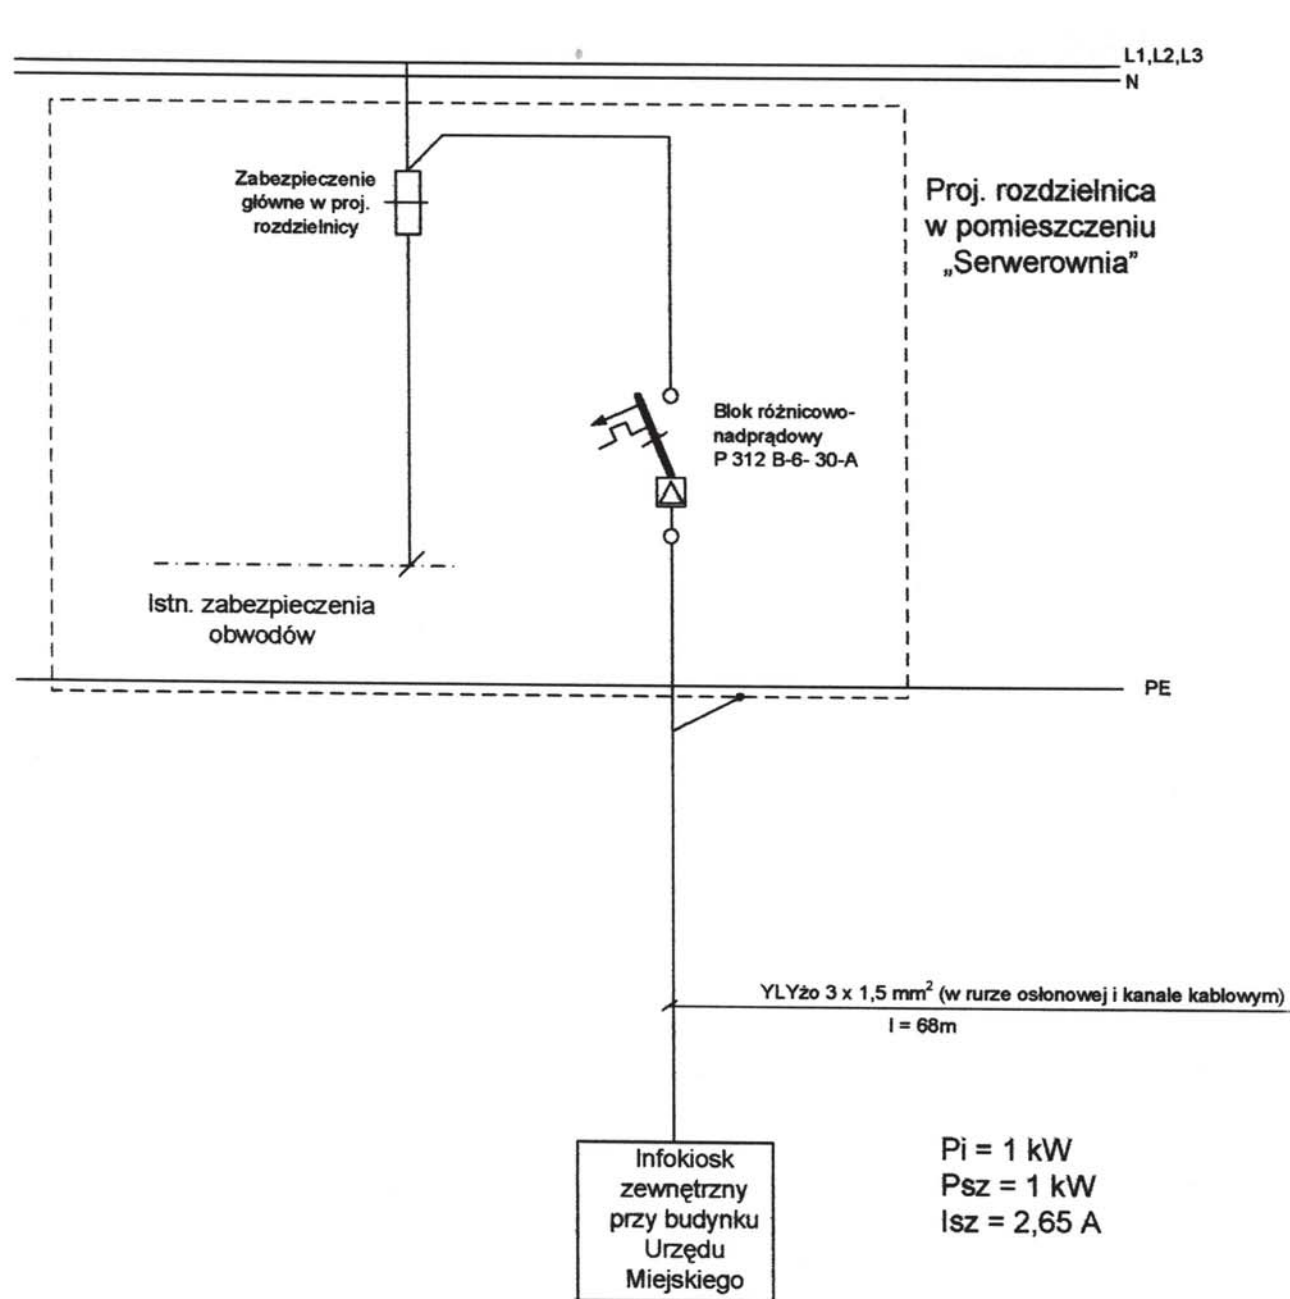 L1,L2,L3
N
Zabezpieczenie
główne w proj.
rozdzielnicy
Proj. rozdzielnica
w pomieszczeniu
„Serwerownia”
Blok różnicowo-
nadprądowy
P 312 B-6- 30-A
Istn. zabezpieczenia
obwodów
PE
YLYżo 3 x 1,5 mm² (w rurze osłonowej i kanale kablowym)
l = 68m
Infokiosk
zewnętrzny
przy budynku
Urzędu
Miejskiego
Pi = 1 kW
Psz = 1 kW
Isz = 2,65 A